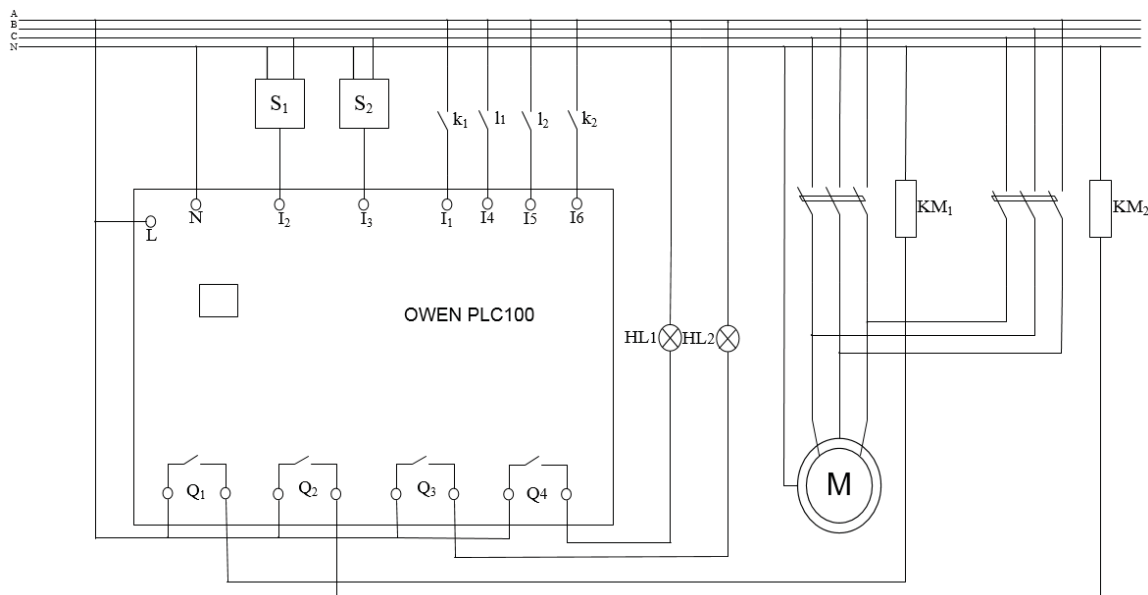 A
B
C
N
S1
S2
k1
l1
l2
k2
L
N
I2
I3
I1
I4
I5
I6
KM1
KM2
OWEN PLC100
HL1
HL2
Q1
Q2
Q3
Q4
M